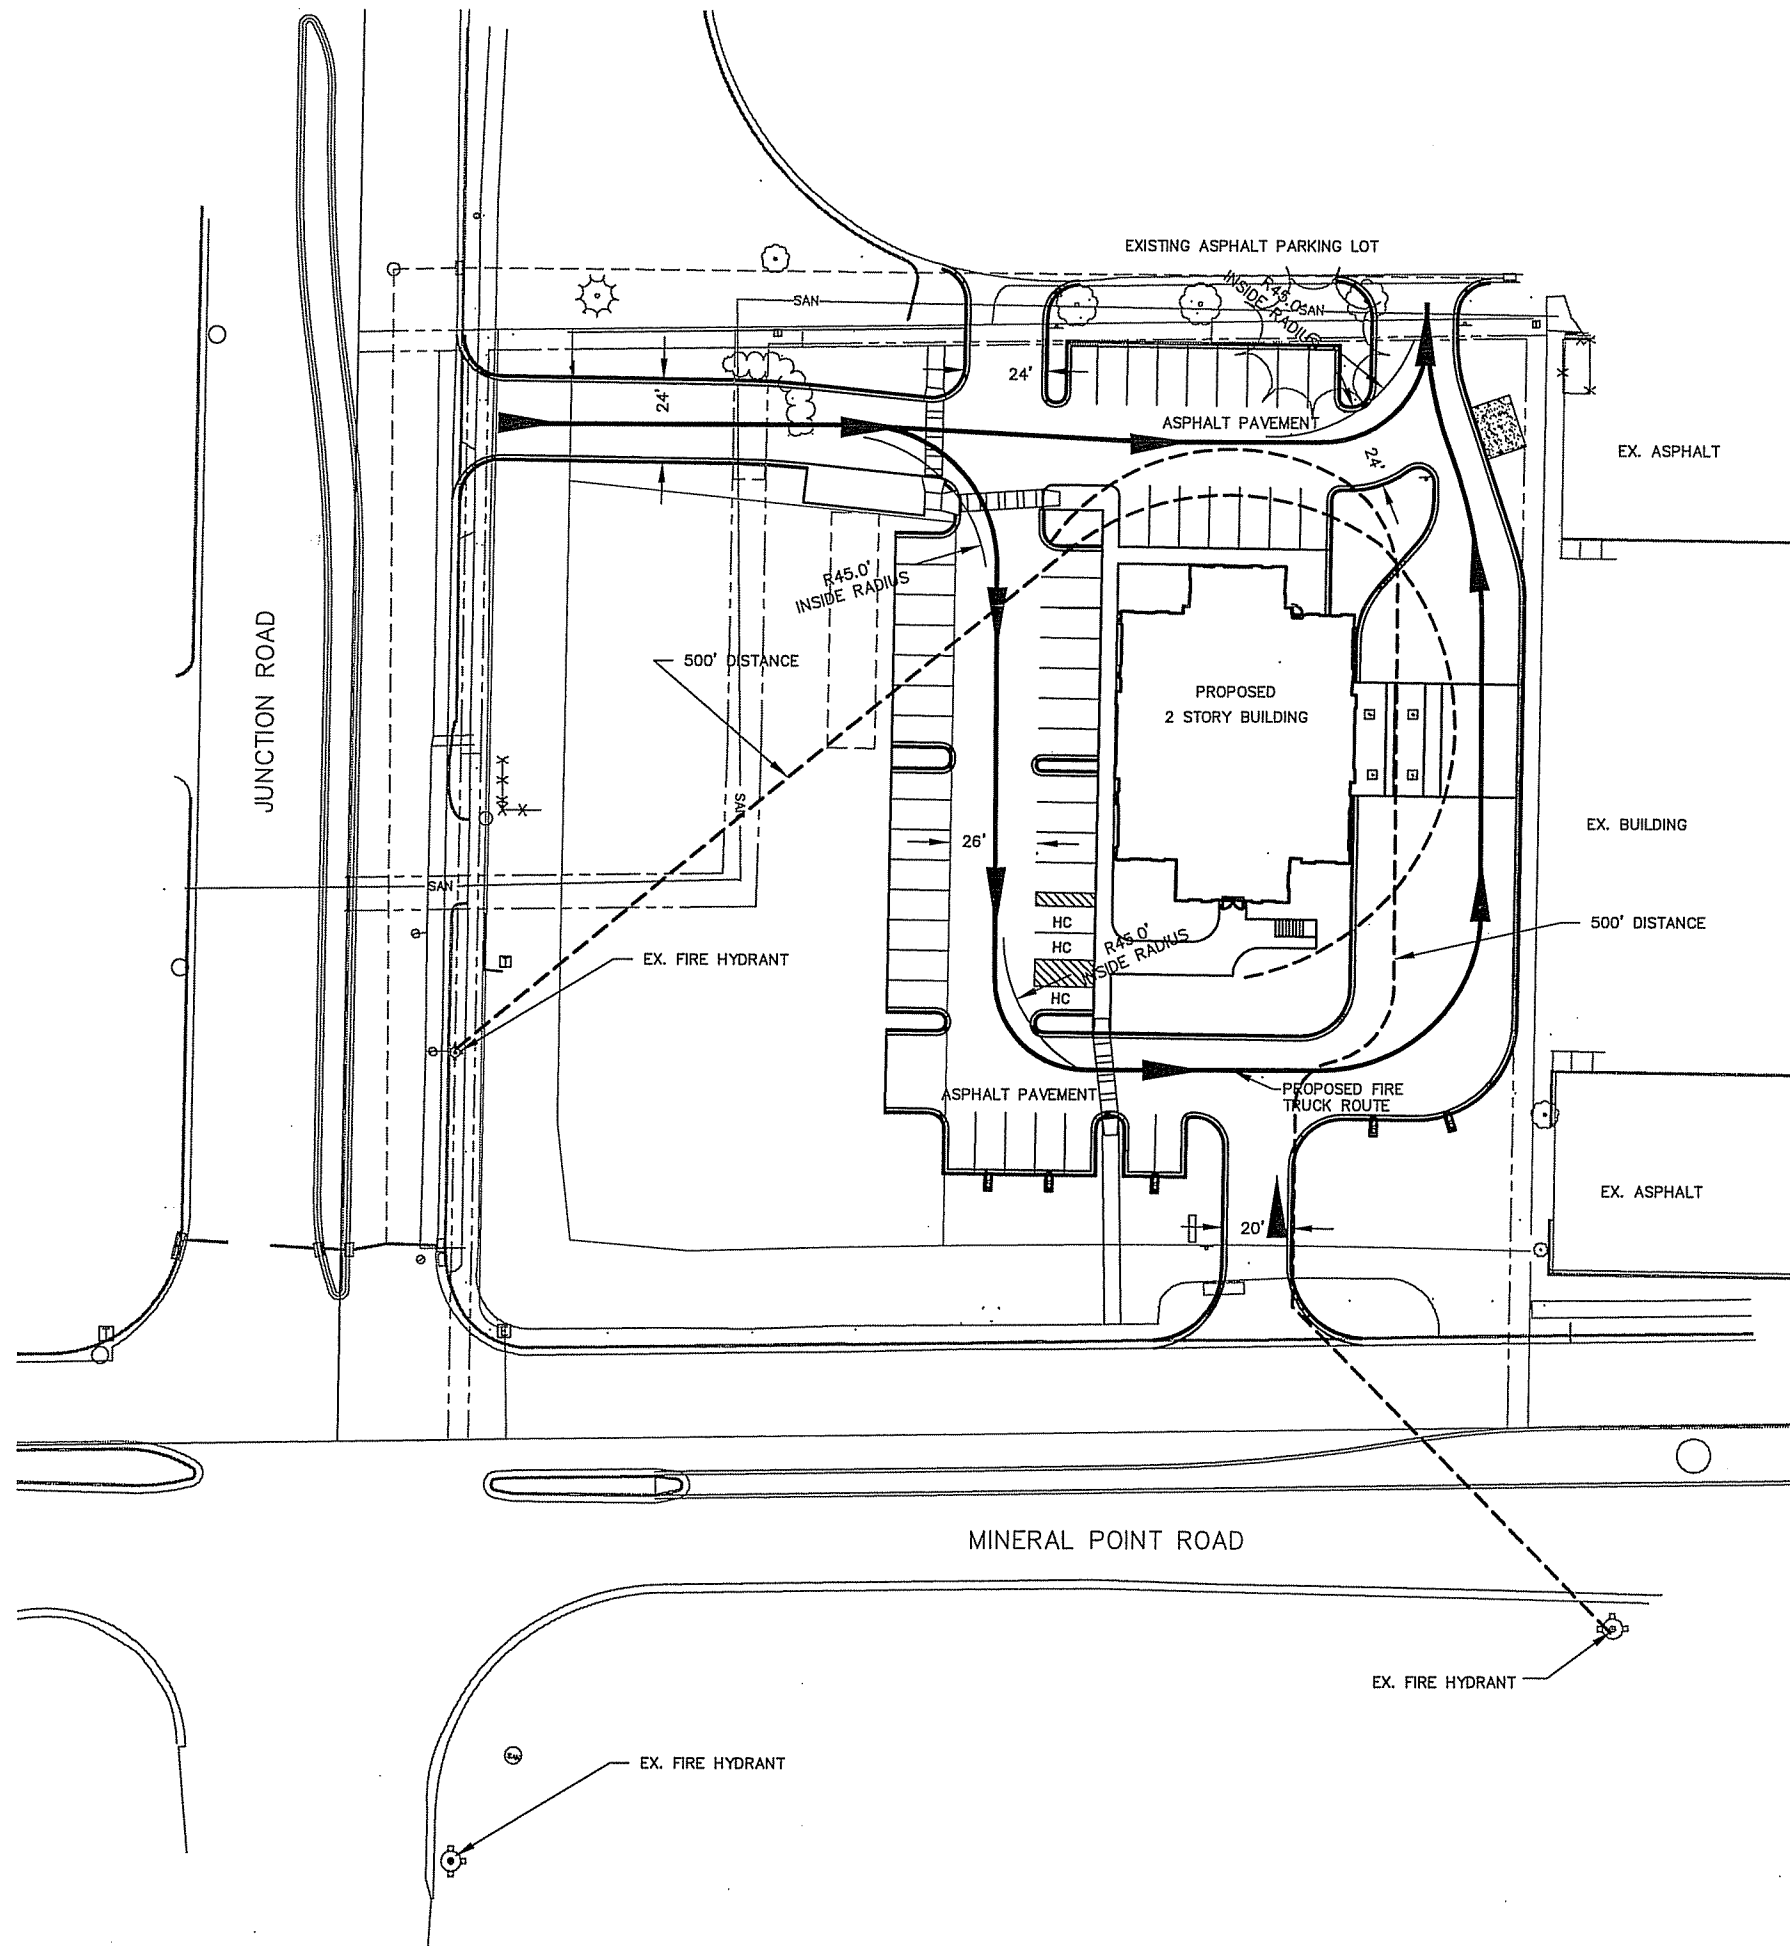 EXISTING ASPHALT PARKING LOT
R45.0'
INSIDE RADIUS
SAN
SAN
24'
24'
ASPHALT PAVEMENT
24'
EX. ASPHALT
R45.0'
INSIDE RADIUS
500' DISTANCE
JUNCTION ROAD
PROPOSED
2 STORY BUILDING
SAN
26'
EX. BUILDING
SAN
HC
HC
HC
R45.0'
INSIDE RADIUS
500' DISTANCE
EX. FIRE HYDRANT
ASPHALT PAVEMENT
PROPOSED FIRE
TRUCK ROUTE
EX. ASPHALT
20'
MINERAL POINT ROAD
EX. FIRE HYDRANT
EX. FIRE HYDRANT
T
T